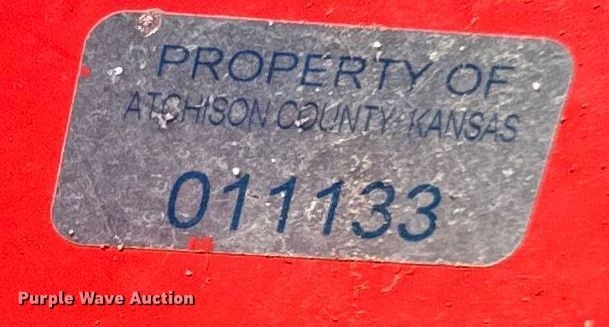 PROPERTY OF
ATCHISON COUNTY, KANSAS
011133
Purple Wave Auction